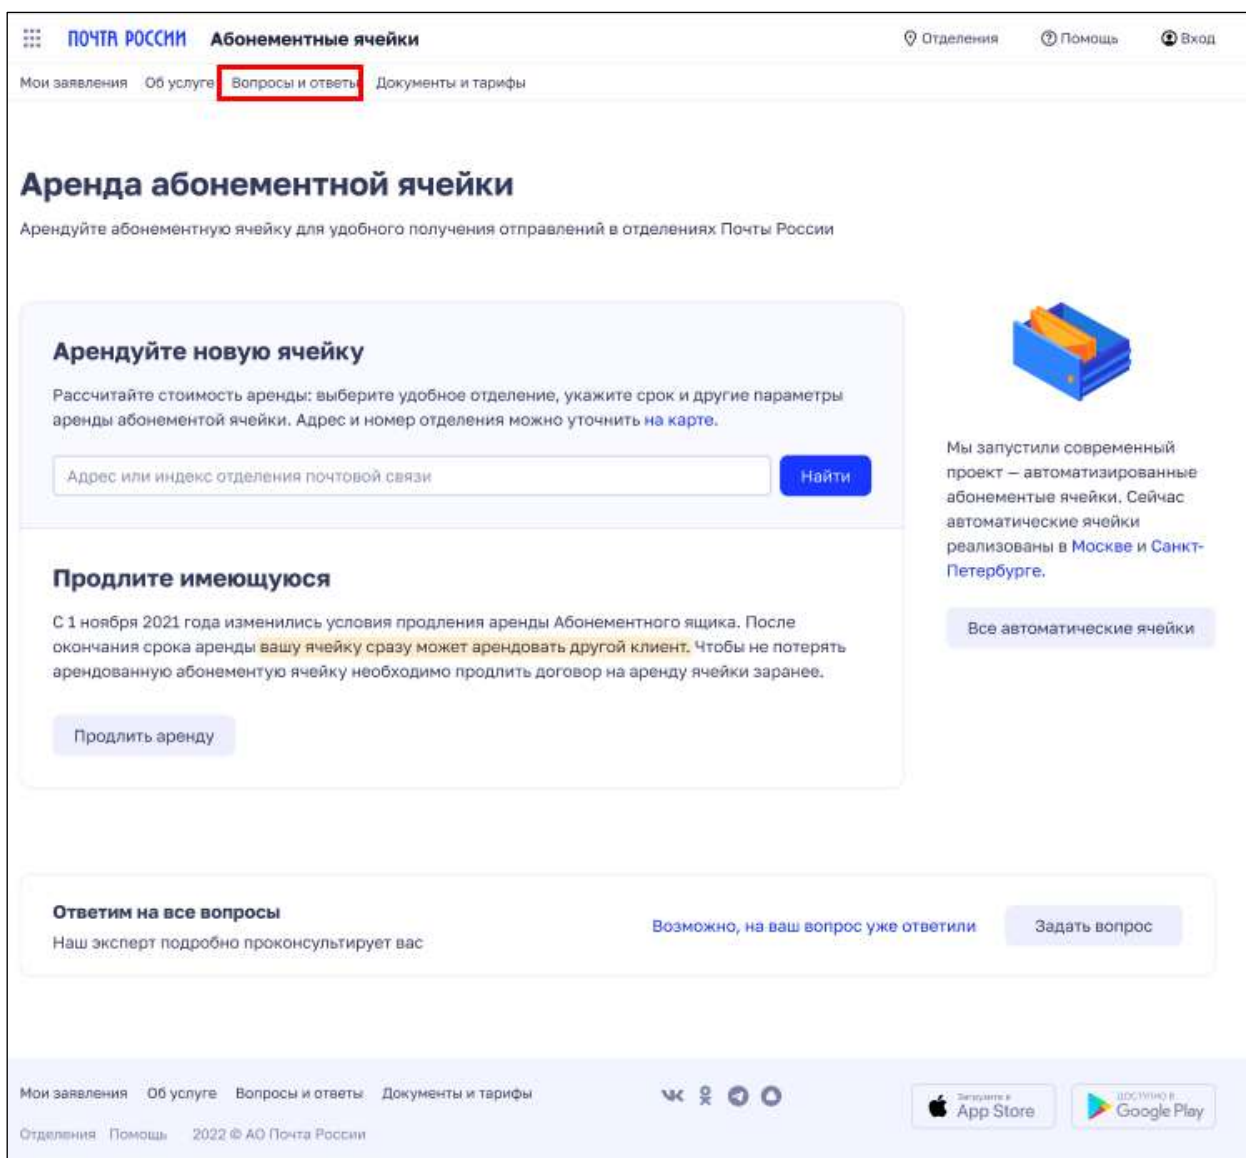 ПОЧТА РОССИИ Абонементные ячейки Отделения Помощь Вход
Мои заявления Об услуге Вопросы и ответы Документы и тарифы
Аренда абонементной ячейки
Арендуйте абонементную ячейку для удобного получения отправлений в отделениях Почты России
Арендуйте новую ячейку
Рассчитайте стоимость аренды: выберите удобное отделение, укажите срок и другие параметры
аренды абонементой ячейки. Адрес и номер отделения можно уточнить на карте.
Адрес или индекс отделения почтовой связи Найти
Продлите имеющуюся
С 1 ноября 2021 года изменились условия продления аренды Абонементного ящика. После
окончания срока аренды вашу ячейку сразу может арендовать другой клиент. Чтобы не потерять
арендованную абонементую ячейку необходимо продлить договор на аренду ячейки заранее.
Продлить аренду
Мы запустили современный
проект — автоматизированные
абонементые ячейки. Сейчас
автоматические ячейки
реализованы в Москве и Санкт-
Петербурге.
Все автоматические ячейки
Ответим на все вопросы
Наш эксперт подробно проконсультирует вас
Возможно, на ваш вопрос уже ответили Задать вопрос
Мои заявления Об услуге Вопросы и ответы Документы и тарифы
Отделения Помощь 2022 © АО Почта России
Загрузите в
App Store
ДОСТУПНО В
Google Play